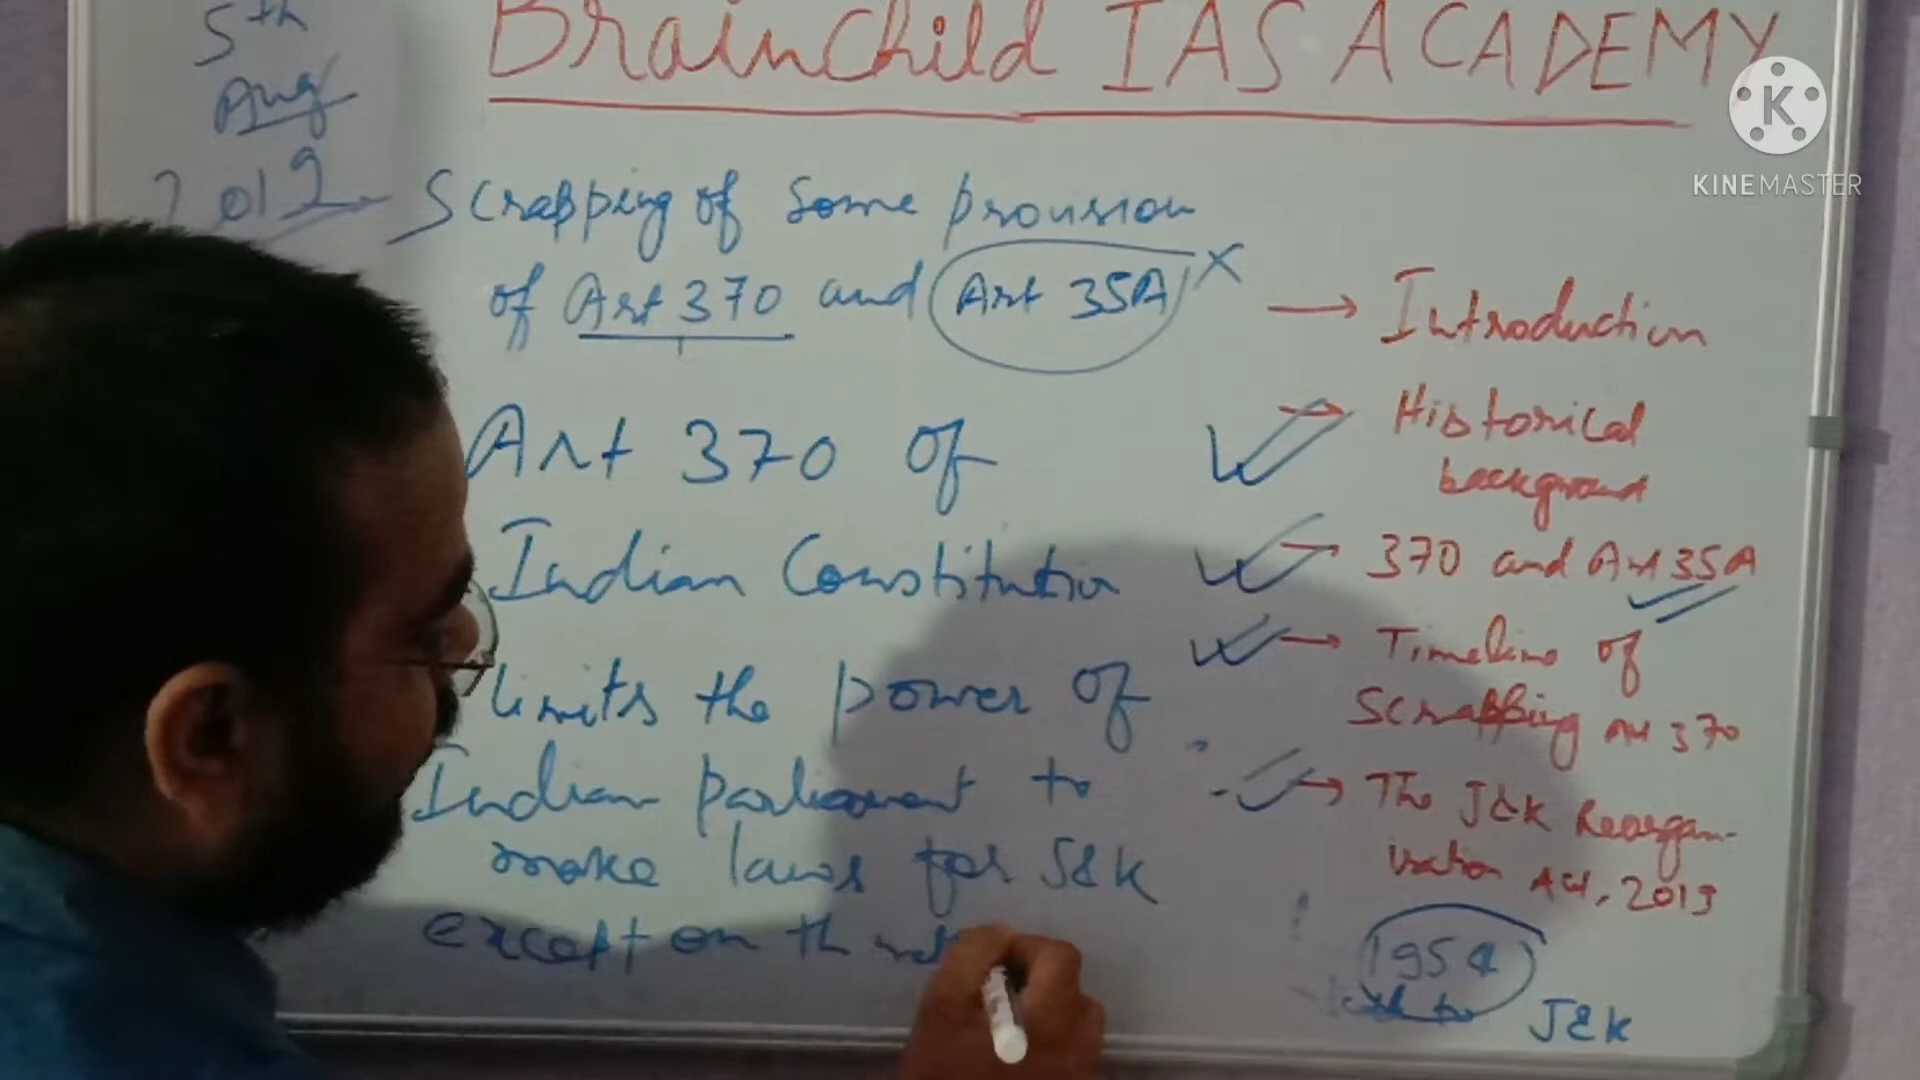 5th
Aug
2019
Brainchild IAS ACADEMY
K
KINEMASTER
Scrapping of some provision
of Art 370 and Art 35A X
Art 370 of
Indian Constitution
limits the power of
Indian parliament to
make laws for J&K
except on th
→ Introduction
→ Historical
background
→ 370 and Art 35A
→ Timeline of
Scrapping Art 370
→ The J&K Reorgan-
isation Act, 2019
1954
J&K